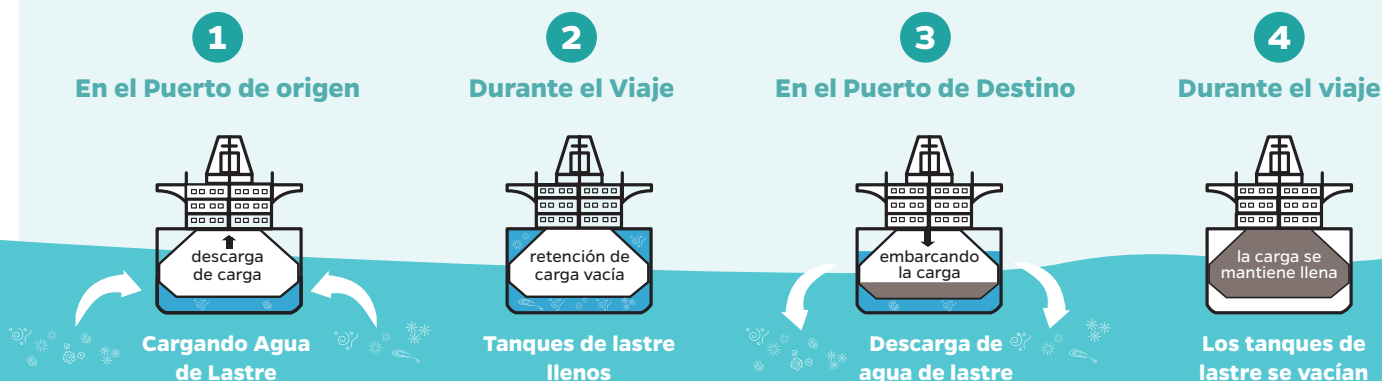 1
En el Puerto de origen
descarga
de carga
Cargando Agua
de Lastre
2
Durante el Viaje
retención de
carga vacía
Tanques de lastre
llenos
3
En el Puerto de Destino
embarcando
la carga
Descarga de
agua de lastre
4
Durante el viaje
la carga se
mantiene llena
Los tanques de
lastre se vacían